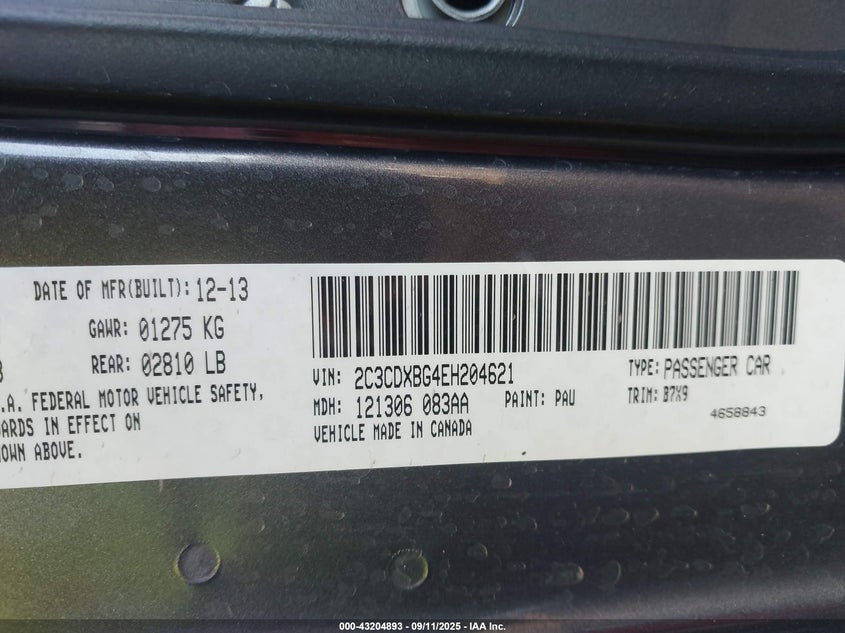 DATE OF MFR(BUILT): 12-13
GAWR: 01275 KG
REAR: 02810 LB
.A. FEDERAL MOTOR VEHICLE SAFETY,
ARDS IN EFFECT ON
OWN ABOVE.
VIN: 2C3CDXBG4EH204621
TYPE: PASSENGER CAR
MDH: 121306 083AA
PAINT: PAU
TRIM: B7X9
VEHICLE MADE IN CANADA
4658843
000-43204893 - 09/11/2025 - IAA Inc.